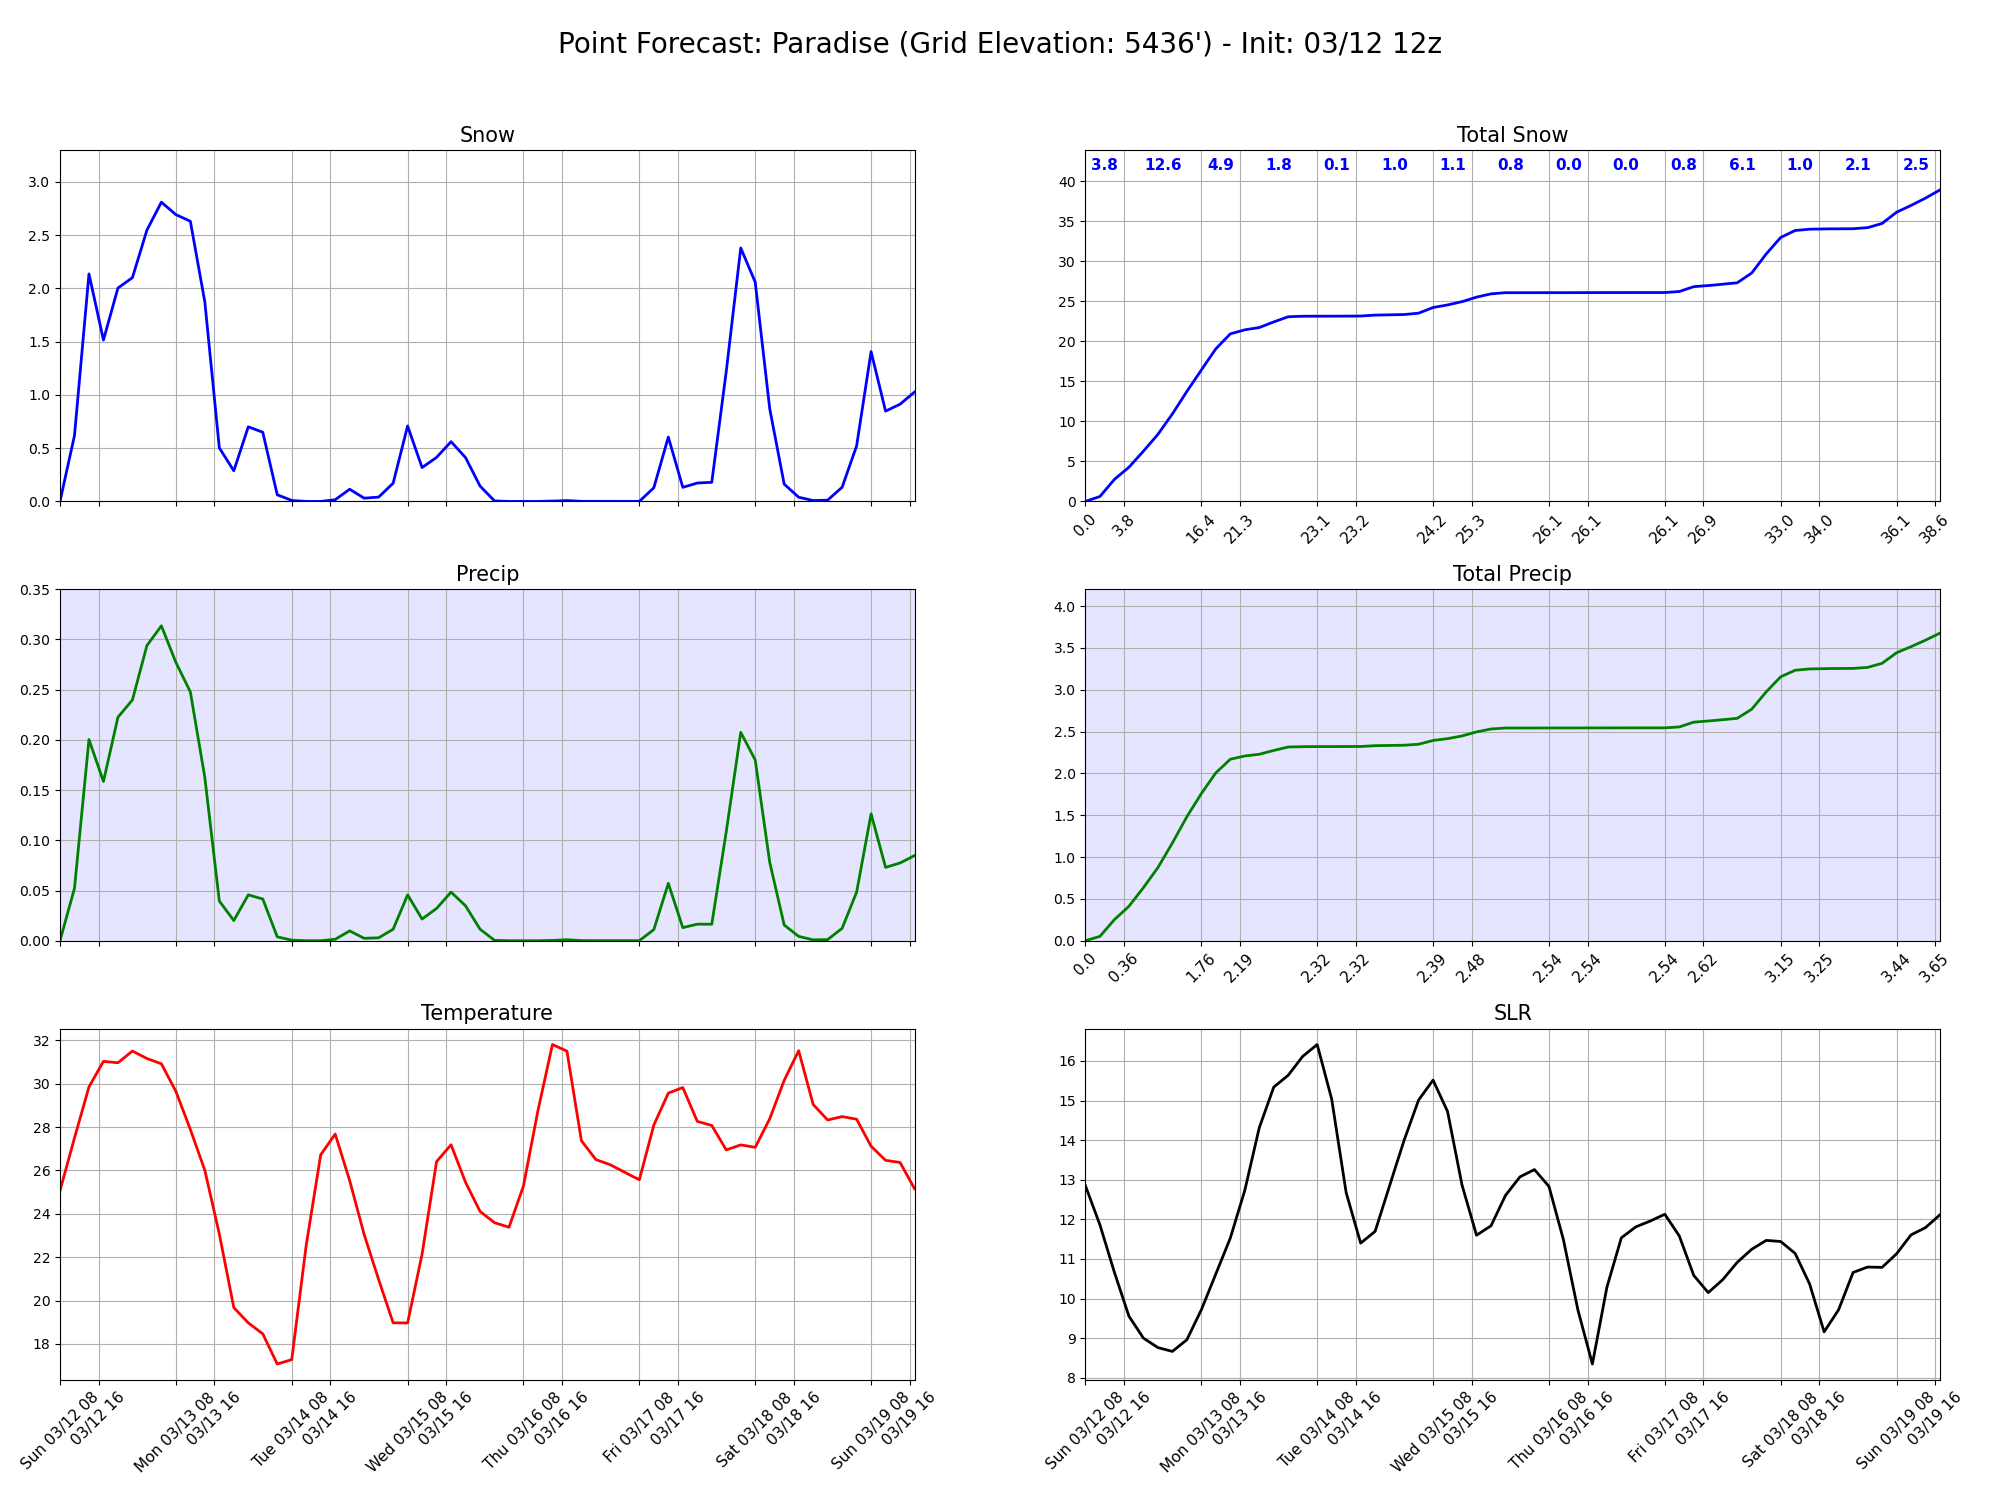 Point Forecast: Paradise (Grid Elevation: 5436') - Init: 03/12 12z
Snow
3.0
2.5
2.0
1.5
1.0
0.5
0.0
Total Snow
3.8 12.6 4.9 1.8 0.1 1.0 1.1 0.8 0.0 0.0 0.8 6.1 1.0 2.1 2.5
40
35
30
25
20
15
10
5
0
0.0 3.8 16.4 21.3 23.1 23.2 24.2 25.3 26.1 26.1 26.1 26.9 33.0 34.0 36.1 38.6
Precip
0.35
0.30
0.25
0.20
0.15
0.10
0.05
0.00
Total Precip
4.0
3.5
3.0
2.5
2.0
1.5
1.0
0.5
0.0
0.0 0.36 1.76 2.19 2.32 2.32 2.39 2.48 2.54 2.54 2.54 2.62 3.15 3.25 3.44 3.65
Temperature
32
30
28
26
24
22
20
18
Sun 03/12 08
03/12 16
Mon 03/13 08
03/13 16
Tue 03/14 08
03/14 16
Wed 03/15 08
03/15 16
Thu 03/16 08
03/16 16
Fri 03/17 08
03/17 16
Sat 03/18 08
03/18 16
Sun 03/19 08
03/19 16
SLR
16
15
14
13
12
11
10
9
8
Sun 03/12 08
03/12 16
Mon 03/13 08
03/13 16
Tue 03/14 08
03/14 16
Wed 03/15 08
03/15 16
Thu 03/16 08
03/16 16
Fri 03/17 08
03/17 16
Sat 03/18 08
03/18 16
Sun 03/19 08
03/19 16